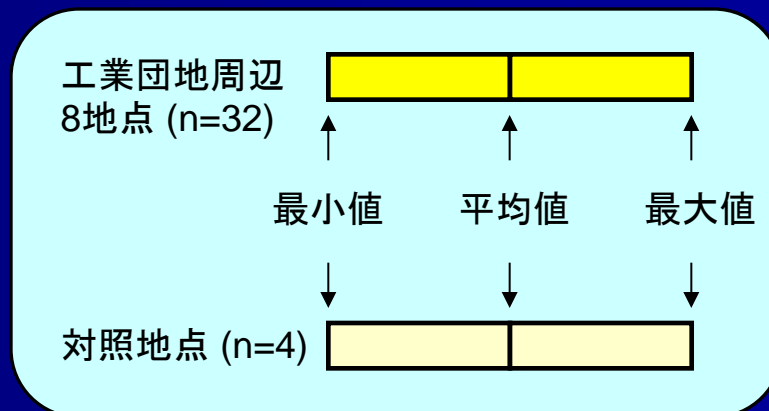 工業団地周辺
8地点 (n=32)
最小値 平均値 最大値
対照地点 (n=4)